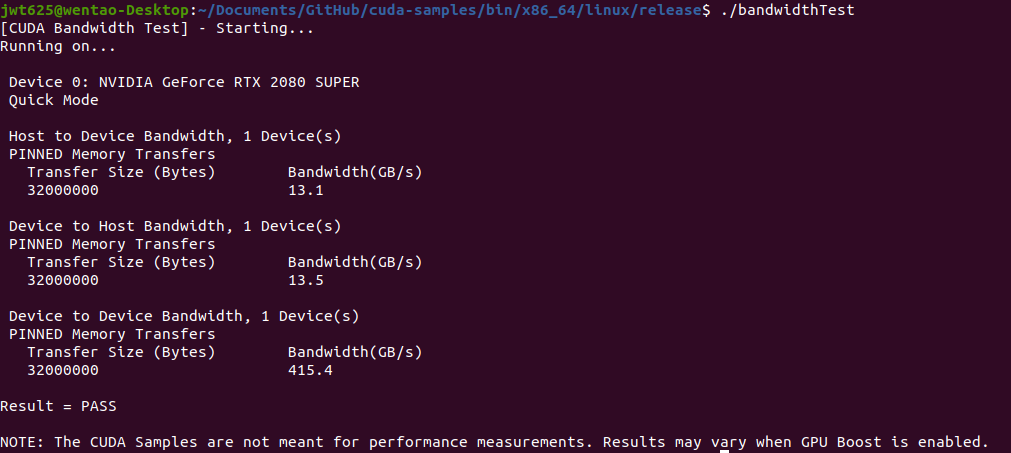 jwt625@wentao-Desktop:~/Documents/GitHub/cuda-samples/bin/x86_64/linux/release$ ./bandwidthTest
[CUDA Bandwidth Test] - Starting...
Running on...
Device 0: NVIDIA GeForce RTX 2080 SUPER
Quick Mode
Host to Device Bandwidth, 1 Device(s)
PINNED Memory Transfers
Transfer Size (Bytes) Bandwidth(GB/s)
32000000 13.1
Device to Host Bandwidth, 1 Device(s)
PINNED Memory Transfers
Transfer Size (Bytes) Bandwidth(GB/s)
32000000 13.5
Device to Device Bandwidth, 1 Device(s)
PINNED Memory Transfers
Transfer Size (Bytes) Bandwidth(GB/s)
32000000 415.4
Result = PASS
NOTE: The CUDA Samples are not meant for performance measurements. Results may vary when GPU Boost is enabled.